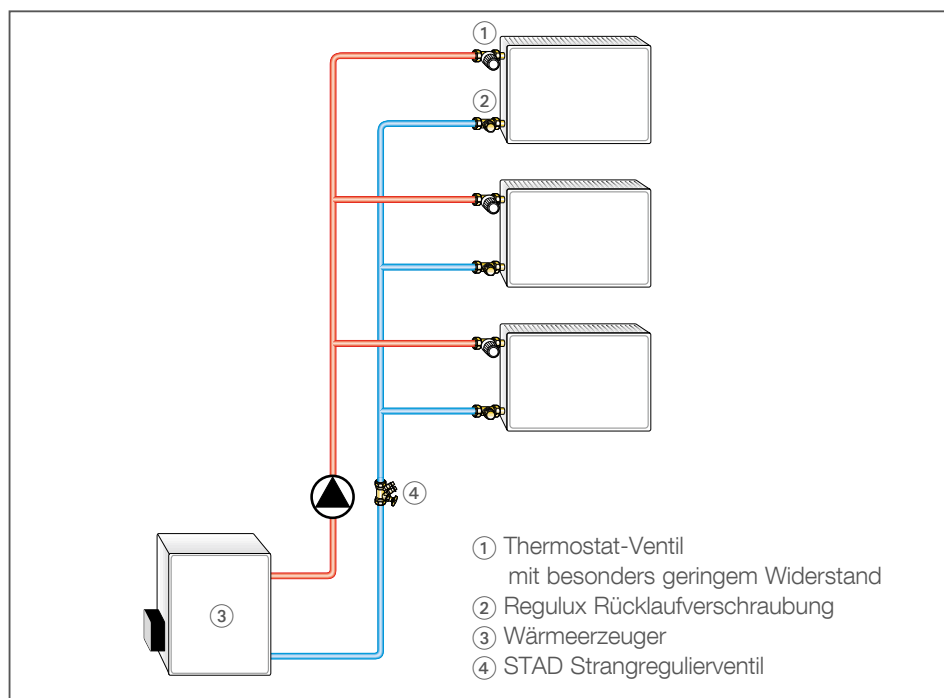 ①
②
④
③
① Thermostat-Ventil
mit besonders geringem Widerstand
② Regulux Rücklaufverschraubung
③ Wärmeerzeuger
④ STAD Strangregulierventil